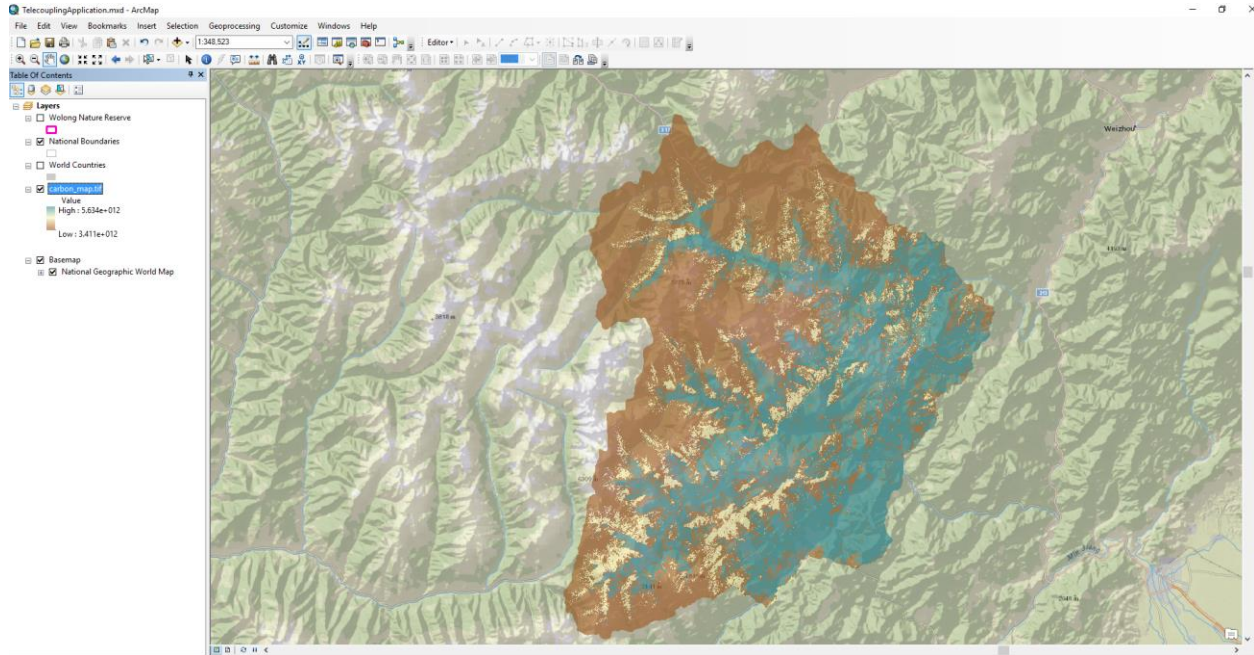 TelecouplingApplication.mxd - ArcMap
File Edit View Bookmarks Insert Selection Geoprocessing Customize Windows Help
1:348,523
Editor
Table Of Contents
Layers
Wolong Nature Reserve
National Boundaries
World Countries
carbon_map.tif
Value
High : 5.634e+012
Low : 3.411e+012
Basemap
National Geographic World Map
Weizhou
317